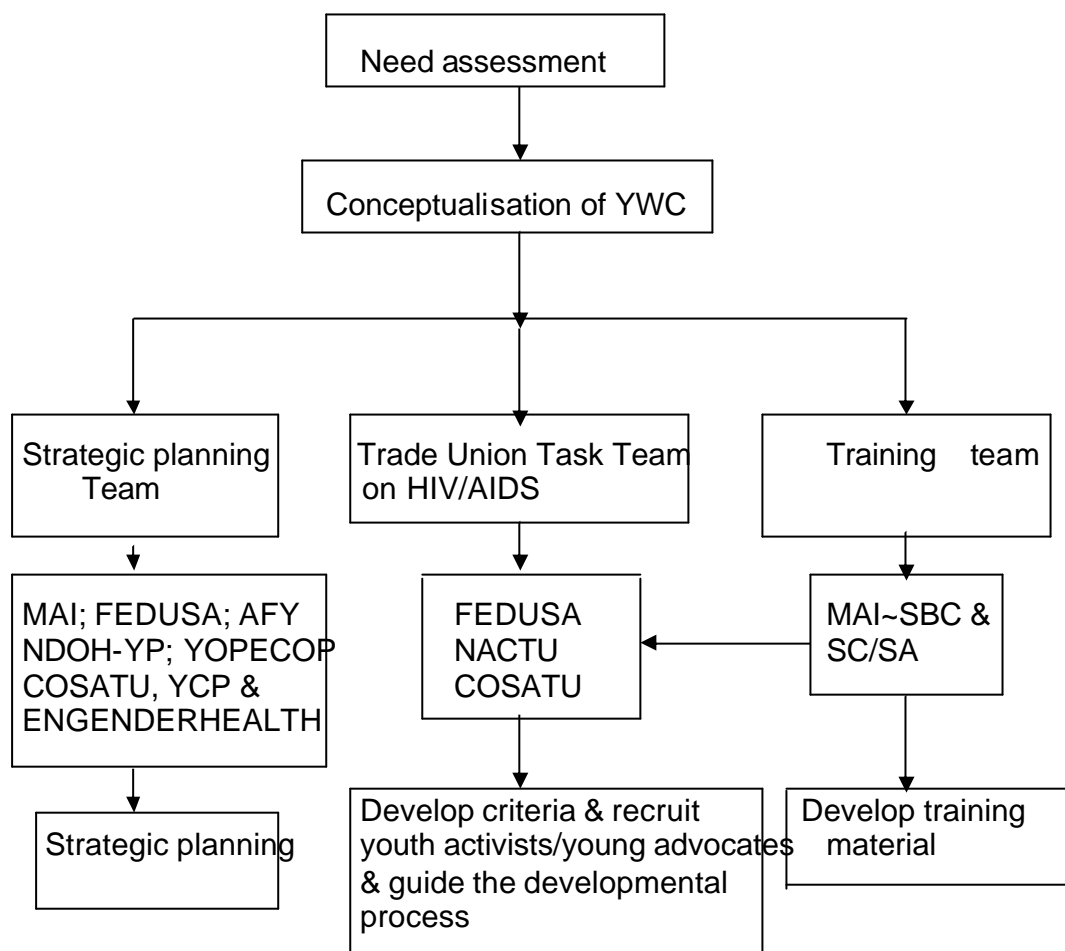 Need assessment
Conceptualisation of YWC
Strategic planning
Team
Trade Union Task Team
on HIV/AIDS
Training team
MAI; FEDUSA; AFY
NDOH-YP; YOPECOP
COSATU, YCP &
ENGENDERHEALTH
FEDUSA
NACTU
COSATU
MAI~SBC &
SC/SA
Strategic planning
Develop criteria & recruit
youth activists/young advocates
& guide the developmental
process
Develop training
material